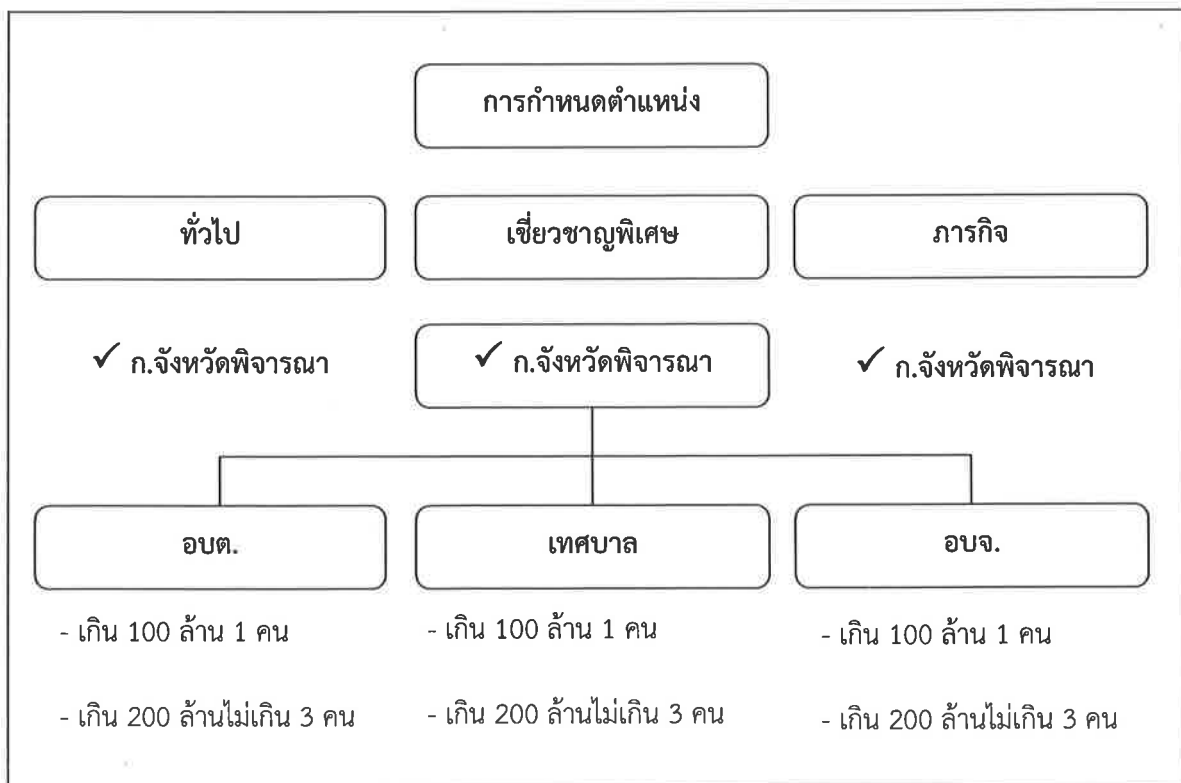 การกำหนดตำแหน่ง
ทั่วไป
เชี่ยวชาญพิเศษ
ภารกิจ
✓ ก.จังหวัดพิจารณา
✓ ก.จังหวัดพิจารณา
✓ ก.จังหวัดพิจารณา
อบต.
เทศบาล
อบจ.
- เกิน 100 ล้าน 1 คน
- เกิน 100 ล้าน 1 คน
- เกิน 100 ล้าน 1 คน
- เกิน 200 ล้านไม่เกิน 3 คน
- เกิน 200 ล้านไม่เกิน 3 คน
- เกิน 200 ล้านไม่เกิน 3 คน